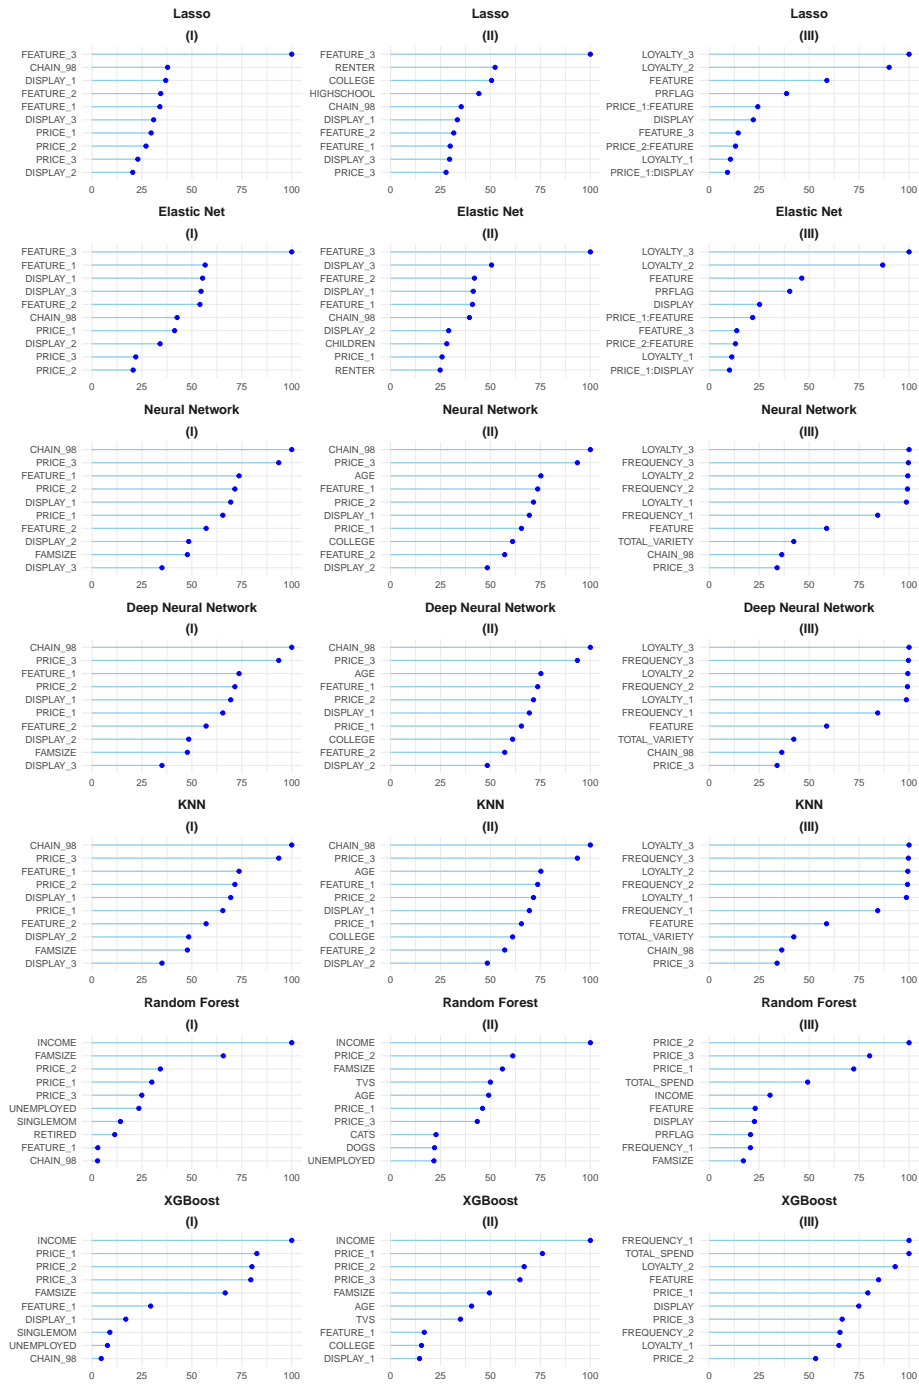 Lasso
(I)
FEATURE_3
CHAIN_98
DISPLAY_1
FEATURE_2
FEATURE_1
DISPLAY_3
PRICE_1
PRICE_2
PRICE_3
DISPLAY_2
0 25 50 75 100
Lasso
(II)
FEATURE_3
RENTER
COLLEGE
HIGHSCHOOL
CHAIN_98
DISPLAY_1
FEATURE_2
FEATURE_1
DISPLAY_3
PRICE_3
0 25 50 75 100
Lasso
(III)
LOYALTY_3
LOYALTY_2
FEATURE
PRFLAG
PRICE_1:FEATURE
DISPLAY
FEATURE_3
PRICE_2:FEATURE
LOYALTY_1
PRICE_1:DISPLAY
0 25 50 75 100
Elastic Net
(I)
FEATURE_3
FEATURE_1
DISPLAY_1
DISPLAY_3
FEATURE_2
CHAIN_98
PRICE_1
DISPLAY_2
PRICE_3
PRICE_2
0 25 50 75 100
Elastic Net
(II)
FEATURE_3
DISPLAY_3
FEATURE_2
DISPLAY_1
FEATURE_1
CHAIN_98
DISPLAY_2
CHILDREN
PRICE_1
RENTER
0 25 50 75 100
Elastic Net
(III)
LOYALTY_3
LOYALTY_2
FEATURE
PRFLAG
DISPLAY
PRICE_1:FEATURE
FEATURE_3
PRICE_2:FEATURE
LOYALTY_1
PRICE_1:DISPLAY
0 25 50 75 100
Neural Network
(I)
CHAIN_98
PRICE_3
FEATURE_1
PRICE_2
DISPLAY_1
PRICE_1
FEATURE_2
DISPLAY_2
FAMSIZE
DISPLAY_3
0 25 50 75 100
Neural Network
(II)
CHAIN_98
PRICE_3
AGE
FEATURE_1
PRICE_2
DISPLAY_1
PRICE_1
COLLEGE
FEATURE_2
DISPLAY_2
0 25 50 75 100
Neural Network
(III)
LOYALTY_3
FREQUENCY_3
LOYALTY_2
FREQUENCY_2
LOYALTY_1
FREQUENCY_1
FEATURE
TOTAL_VARIETY
CHAIN_98
PRICE_3
0 25 50 75 100
Deep Neural Network
(I)
CHAIN_98
PRICE_3
FEATURE_1
PRICE_2
DISPLAY_1
PRICE_1
FEATURE_2
DISPLAY_2
FAMSIZE
DISPLAY_3
0 25 50 75 100
Deep Neural Network
(II)
CHAIN_98
PRICE_3
AGE
FEATURE_1
PRICE_2
DISPLAY_1
PRICE_1
COLLEGE
FEATURE_2
DISPLAY_2
0 25 50 75 100
Deep Neural Network
(III)
LOYALTY_3
FREQUENCY_3
LOYALTY_2
FREQUENCY_2
LOYALTY_1
FREQUENCY_1
FEATURE
TOTAL_VARIETY
CHAIN_98
PRICE_3
0 25 50 75 100
KNN
(I)
CHAIN_98
PRICE_3
FEATURE_1
PRICE_2
DISPLAY_1
PRICE_1
FEATURE_2
DISPLAY_2
FAMSIZE
DISPLAY_3
0 25 50 75 100
KNN
(II)
CHAIN_98
PRICE_3
AGE
FEATURE_1
PRICE_2
DISPLAY_1
PRICE_1
COLLEGE
FEATURE_2
DISPLAY_2
0 25 50 75 100
KNN
(III)
LOYALTY_3
FREQUENCY_3
LOYALTY_2
FREQUENCY_2
LOYALTY_1
FREQUENCY_1
FEATURE
TOTAL_VARIETY
CHAIN_98
PRICE_3
0 25 50 75 100
Random Forest
(I)
INCOME
FAMSIZE
PRICE_2
PRICE_1
PRICE_3
UNEMPLOYED
SINGLEMOM
RETIRED
FEATURE_1
CHAIN_98
0 25 50 75 100
Random Forest
(II)
INCOME
PRICE_2
FAMSIZE
TVS
AGE
PRICE_1
PRICE_3
CATS
DOGS
UNEMPLOYED
0 25 50 75 100
Random Forest
(III)
PRICE_2
PRICE_3
PRICE_1
TOTAL_SPEND
INCOME
FEATURE
DISPLAY
PRFLAG
FREQUENCY_1
FAMSIZE
0 25 50 75 100
XGBoost
(I)
INCOME
PRICE_1
PRICE_2
PRICE_3
FAMSIZE
FEATURE_1
DISPLAY_1
SINGLEMOM
UNEMPLOYED
CHAIN_98
0 25 50 75 100
XGBoost
(II)
INCOME
PRICE_1
PRICE_2
PRICE_3
FAMSIZE
AGE
TVS
FEATURE_1
COLLEGE
DISPLAY_1
0 25 50 75 100
XGBoost
(III)
FREQUENCY_1
TOTAL_SPEND
LOYALTY_2
FEATURE
PRICE_1
DISPLAY
PRICE_3
FREQUENCY_2
LOYALTY_1
PRICE_2
0 25 50 75 100